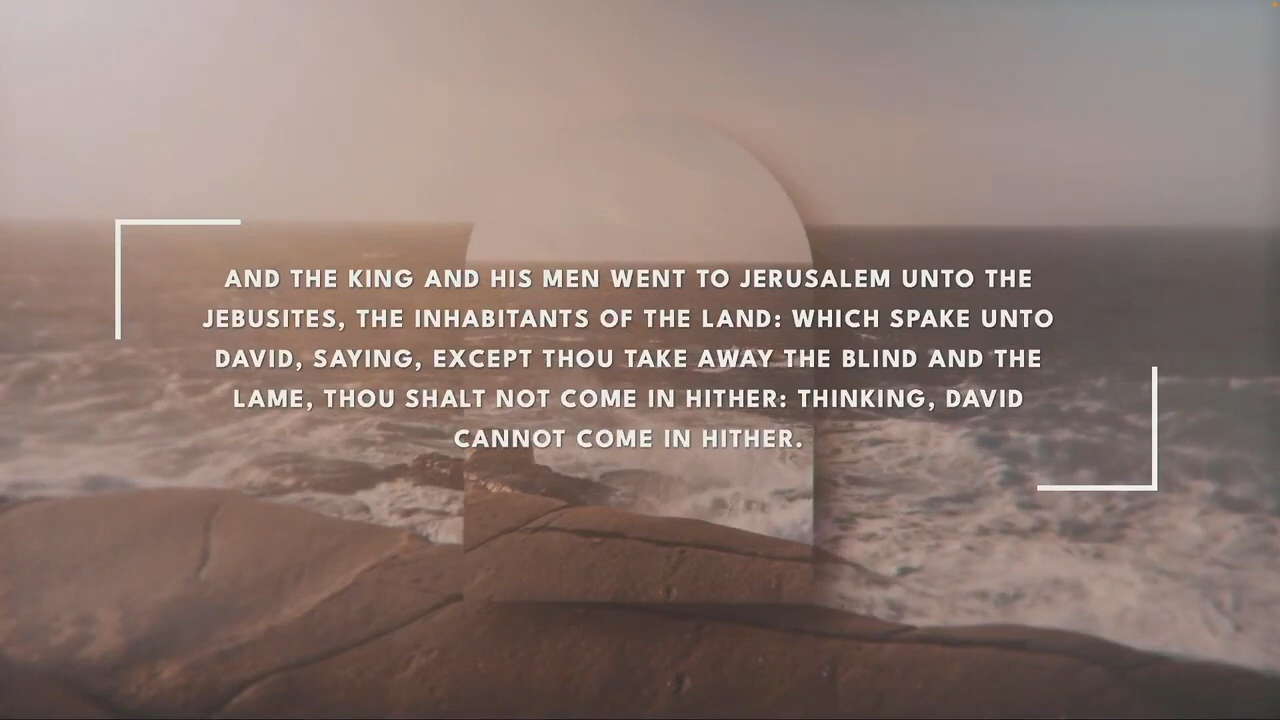 AND THE KING AND HIS MEN WENT TO JERUSALEM UNTO THE
JEBUSITES, THE INHABITANTS OF THE LAND: WHICH SPAKE UNTO
DAVID, SAYING, EXCEPT THOU TAKE AWAY THE BLIND AND THE
LAME, THOU SHALT NOT COME IN HITHER: THINKING, DAVID
CANNOT COME IN HITHER.